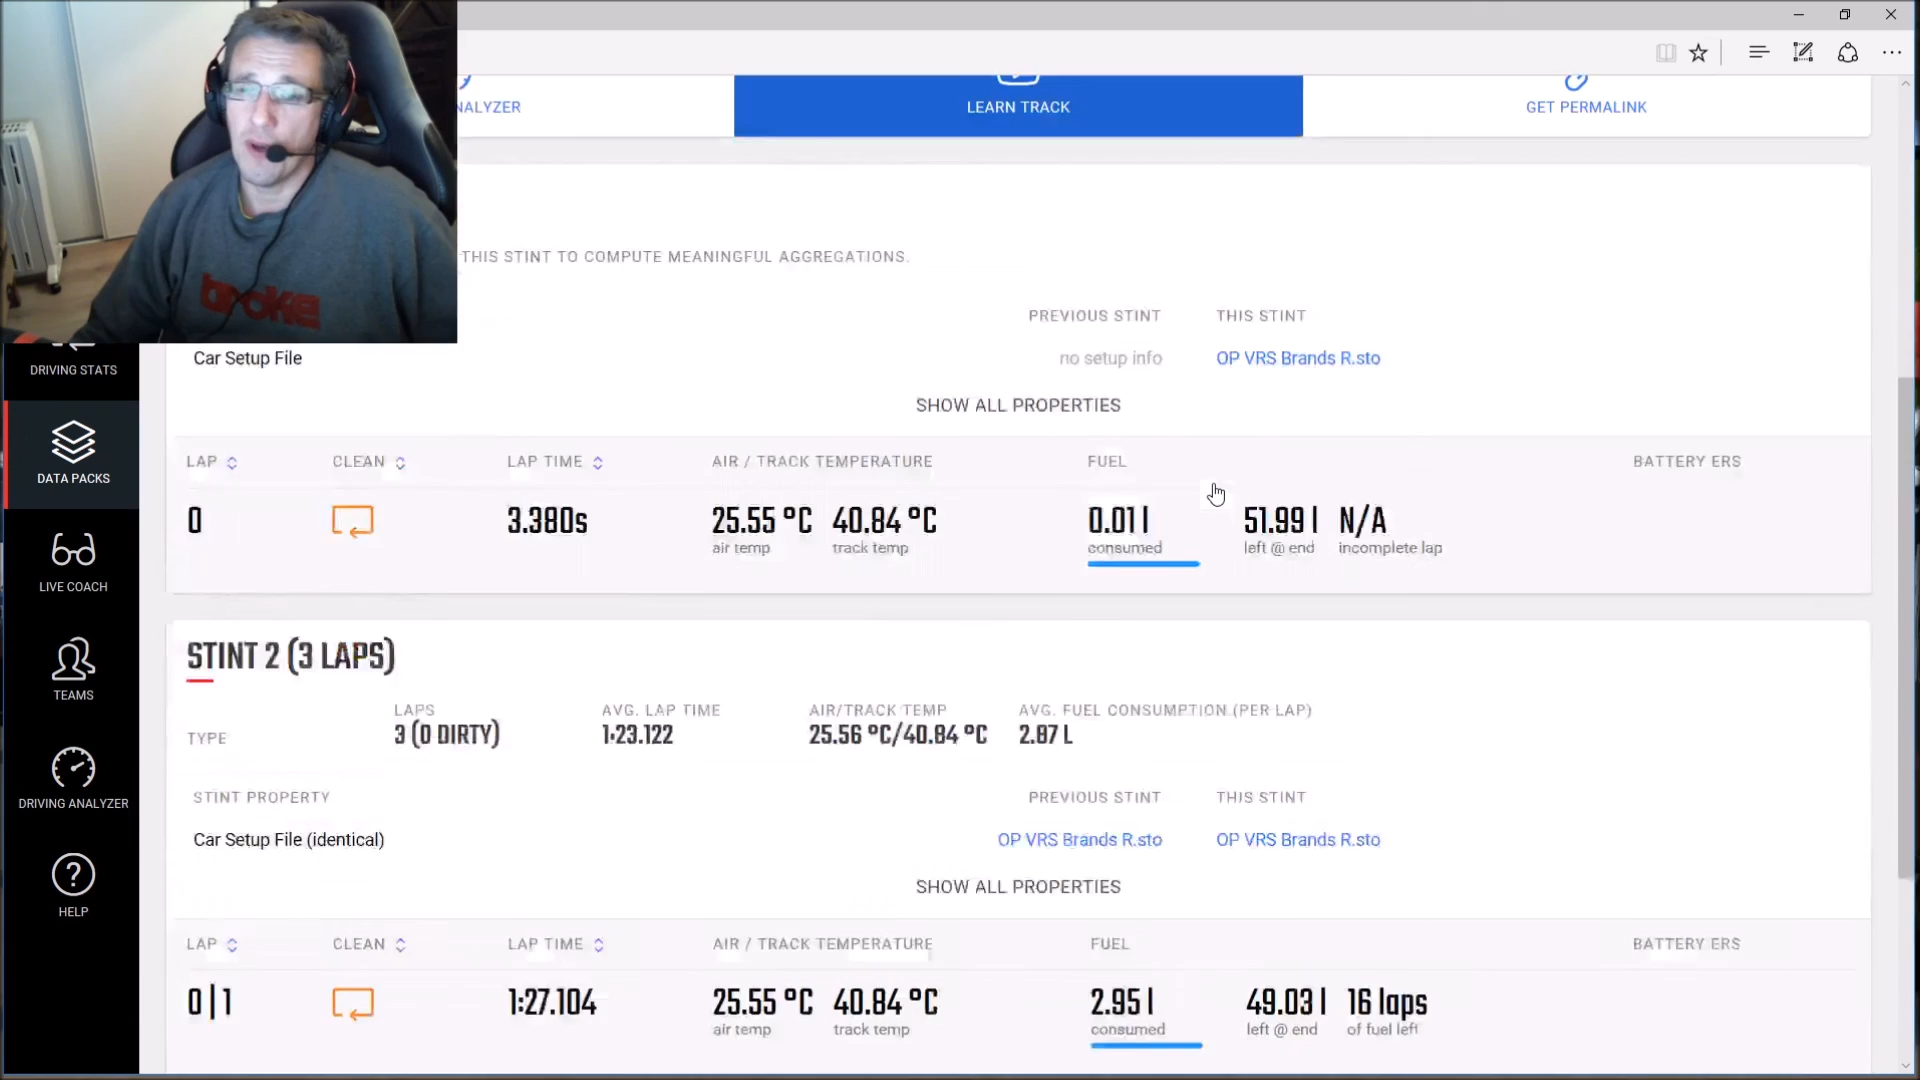 NALYZER
LEARN TRACK
GET PERMALINK
THIS STINT TO COMPUTE MEANINGFUL AGGREGATIONS.
PREVIOUS STINT THIS STINT
Car Setup File no setup info OP VRS Brands R.sto
SHOW ALL PROPERTIES
LAP CLEAN LAP TIME AIR / TRACK TEMPERATURE FUEL BATTERY ERS
0 3.380s 25.55 °C 40.84 °C 0.01 l 51.99 l N/A
air temp track temp consumed left @ end incomplete lap
STINT 2 (3 LAPS)
LAPS AVG. LAP TIME AIR/TRACK TEMP AVG. FUEL CONSUMPTION (PER LAP)
TYPE 3 (0 DIRTY) 1:23.122 25.56 °C/40.84 °C 2.87 L
STINT PROPERTY PREVIOUS STINT THIS STINT
Car Setup File (identical) OP VRS Brands R.sto OP VRS Brands R.sto
SHOW ALL PROPERTIES
LAP CLEAN LAP TIME AIR / TRACK TEMPERATURE FUEL BATTERY ERS
0|1 1:27.104 25.55 °C 40.84 °C 2.95 l 49.03 l 16 laps
air temp track temp consumed left @ end of fuel left
DRIVING STATS
DATA PACKS
LIVE COACH
TEAMS
DRIVING ANALYZER
HELP
broke